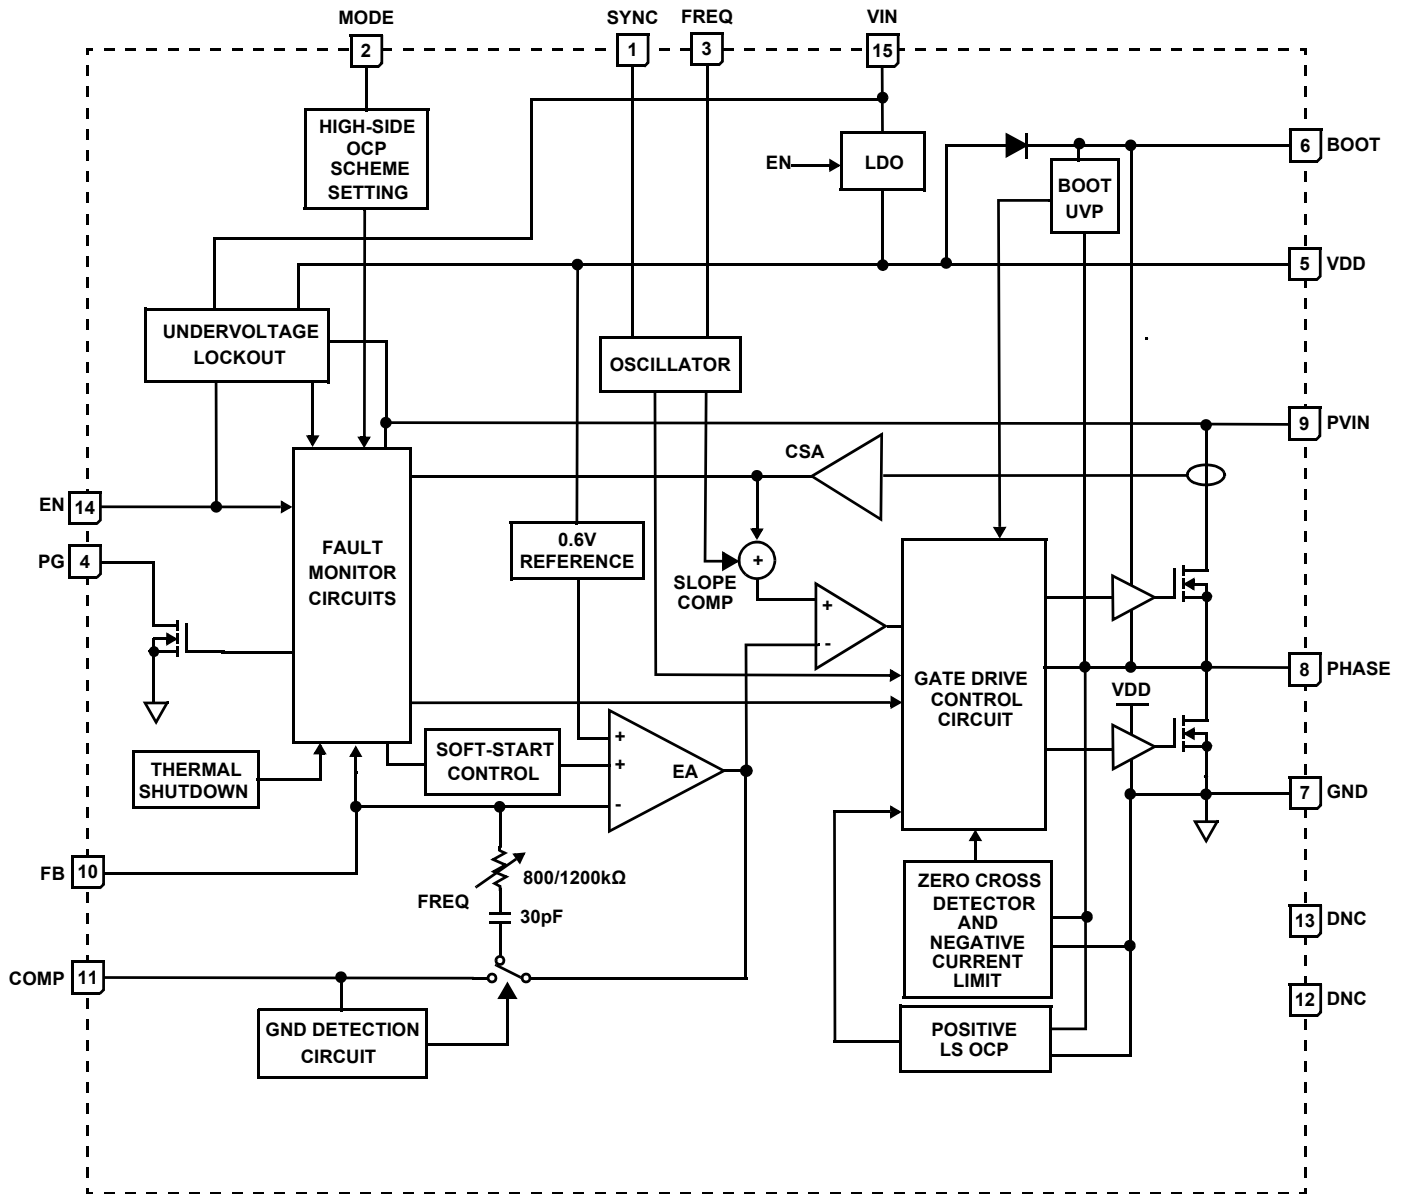 MODE
SYNC
FREQ
VIN
2
1
3
15
HIGH-SIDE
OCP
SCHEME
SETTING
EN
LDO
6
BOOT
BOOT
UVP
5
VDD
UNDERVOLTAGE
LOCKOUT
OSCILLATOR
9
PVIN
CSA
EN
14
PG
4
FAULT
MONITOR
CIRCUITS
0.6V
REFERENCE
+
SLOPE
COMP
+
-
GATE DRIVE
CONTROL
CIRCUIT
8
PHASE
VDD
THERMAL
SHUTDOWN
SOFT-START
CONTROL
+
+
-
EA
7
GND
FB
10
FREQ
800/1200kΩ
30pF
ZERO CROSS
DETECTOR
AND
NEGATIVE
CURRENT
LIMIT
13
DNC
COMP
11
12
DNC
GND DETECTION
CIRCUIT
POSITIVE
LS OCP